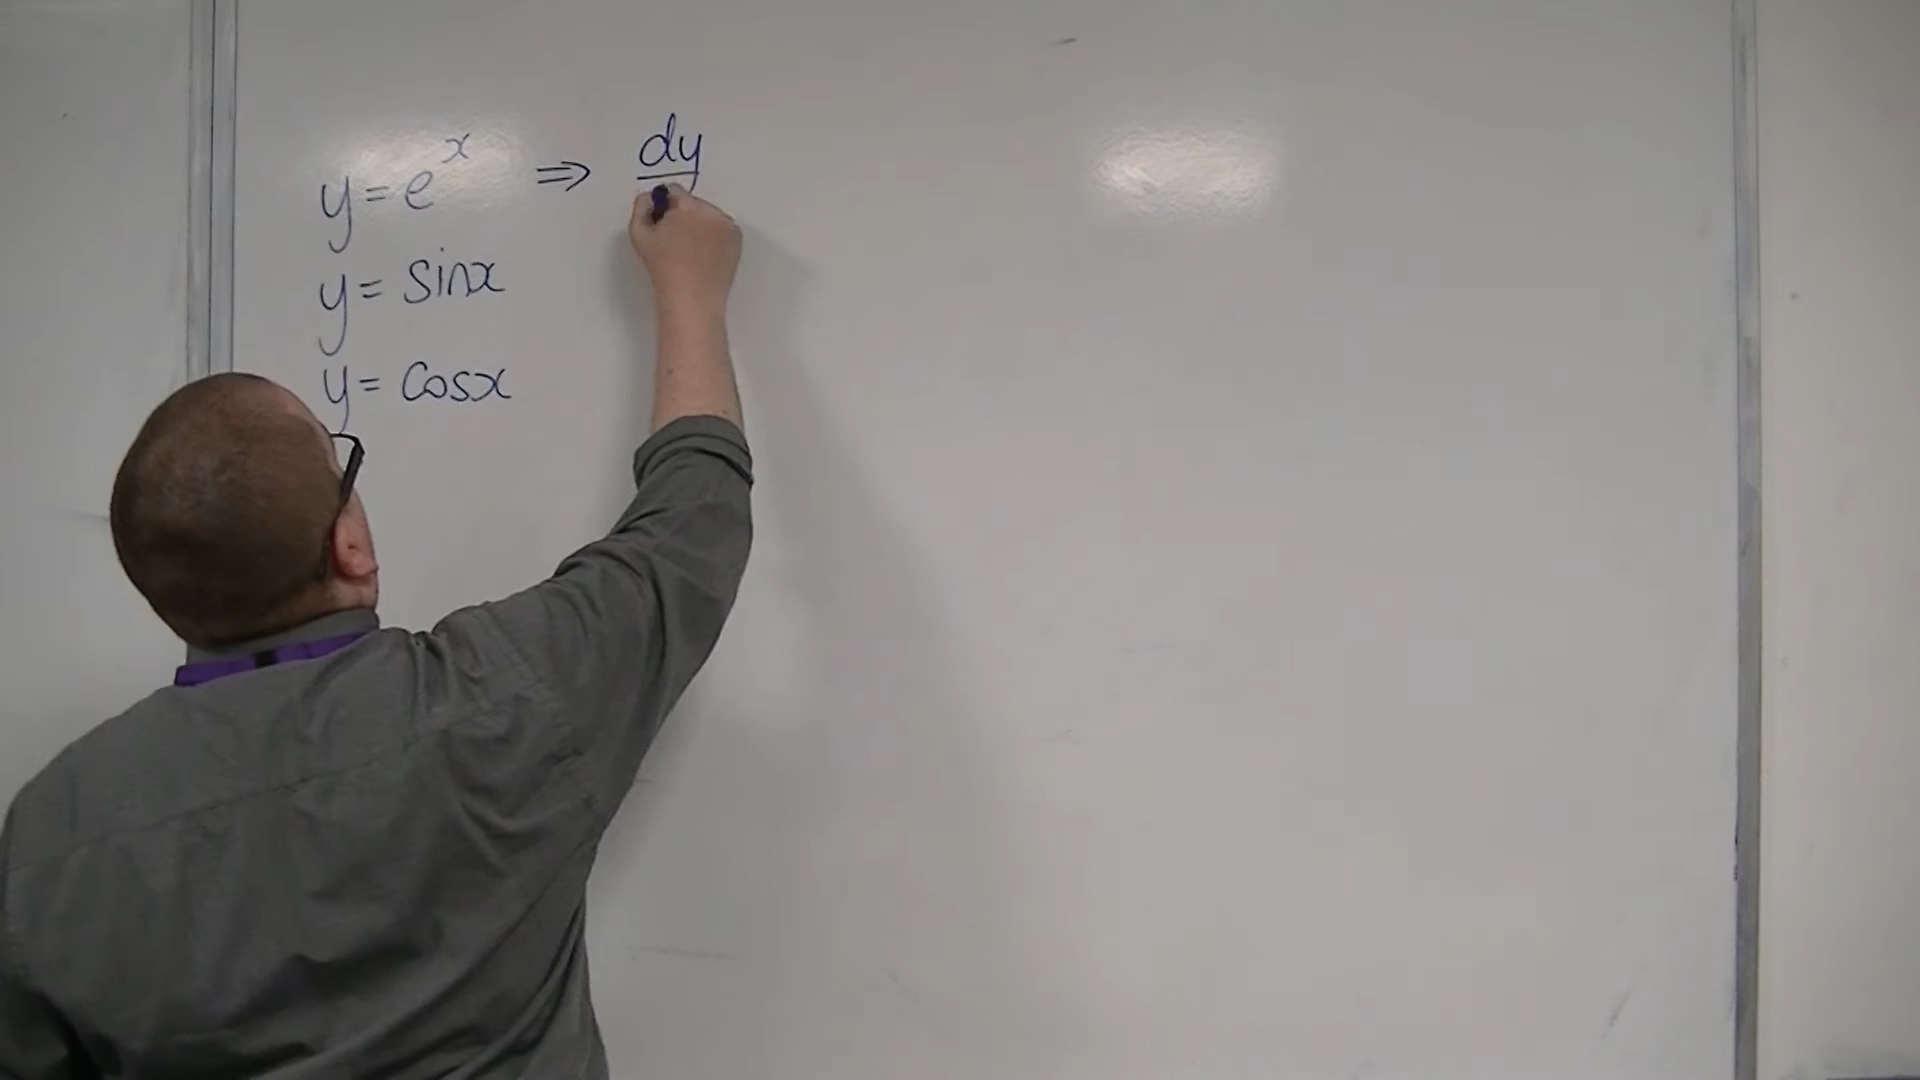 y = e^x ⇒ dy
y = sinx
y = cosx